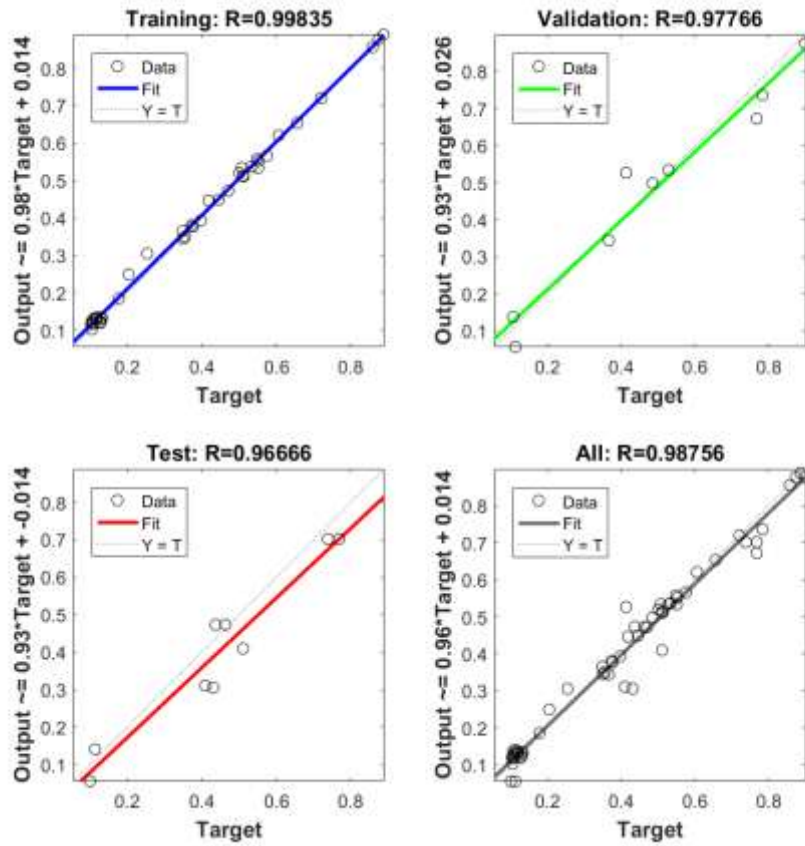 Training: R=0.99835
Output ~= 0.98*Target + 0.014
0.8
0.7
0.6
0.5
0.4
0.3
0.2
0.1
Data
Fit
Y = T
0.2 0.4 0.6 0.8
Target
Validation: R=0.97766
Output ~= 0.93*Target + 0.026
0.8
0.7
0.6
0.5
0.4
0.3
0.2
0.1
Data
Fit
Y = T
0.2 0.4 0.6 0.8
Target
Test: R=0.96666
Output ~= 0.93*Target + -0.014
0.8
0.7
0.6
0.5
0.4
0.3
0.2
0.1
Data
Fit
Y = T
0.2 0.4 0.6 0.8
Target
All: R=0.98756
Output ~= 0.96*Target + 0.014
0.8
0.7
0.6
0.5
0.4
0.3
0.2
0.1
Data
Fit
Y = T
0.2 0.4 0.6 0.8
Target